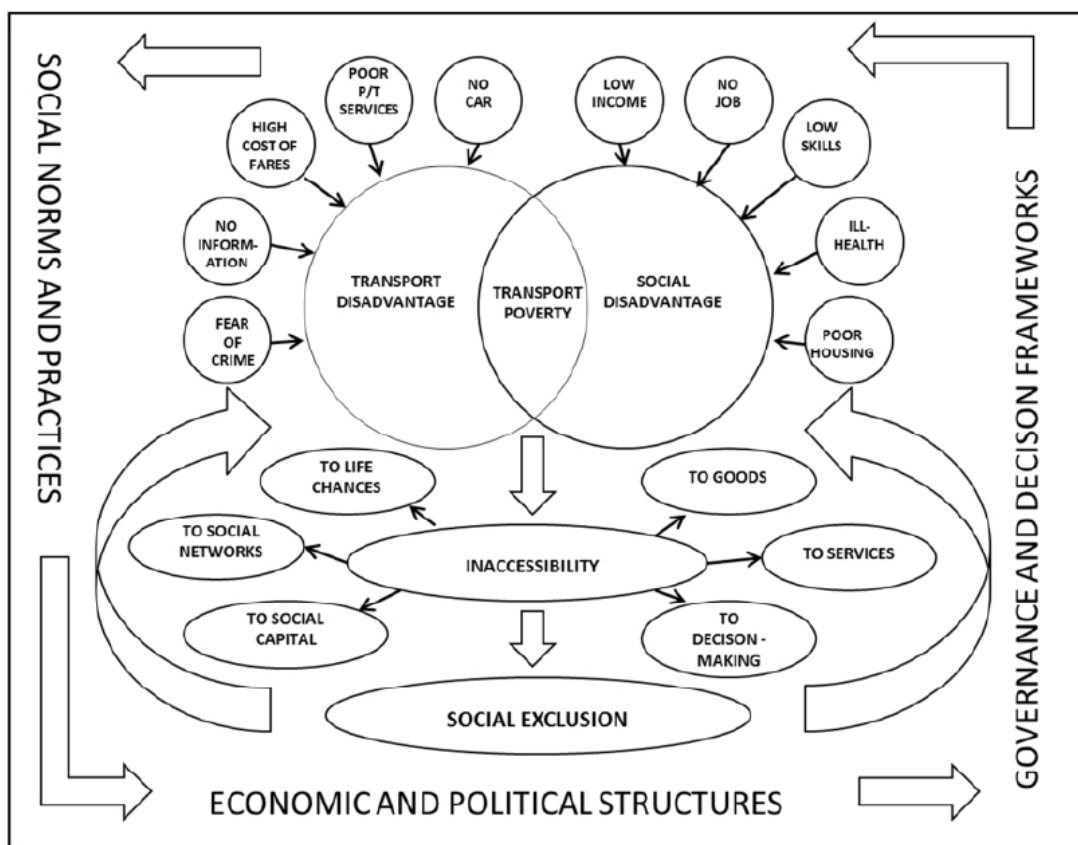 SOCIAL NORMS AND PRACTICES
POOR
P/T
SERVICES
NO
CAR
LOW
INCOME
NO
JOB
HIGH
COST OF
FARES
LOW
SKILLS
NO
INFORM-
ATION
ILL-
HEALTH
FEAR
OF
CRIME
POOR
HOUSING
TRANSPORT
DISADVANTAGE
TRANSPORT
POVERTY
SOCIAL
DISADVANTAGE
TO LIFE
CHANCES
TO GOODS
TO SOCIAL
NETWORKS
INACCESSIBILITY
TO SERVICES
TO SOCIAL
CAPITAL
TO
DECISON -
MAKING
SOCIAL EXCLUSION
ECONOMIC AND POLITICAL STRUCTURES
GOVERNANCE AND DECISON FRAMEWORKS